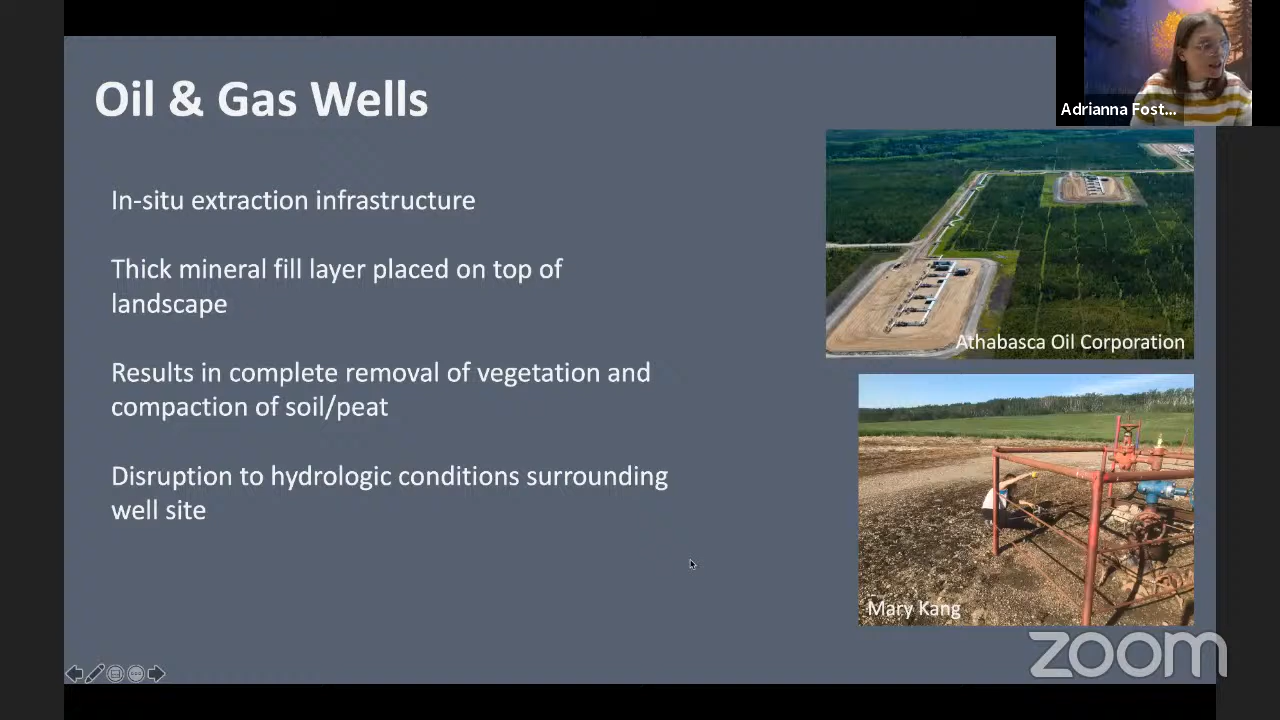 Oil & Gas Wells
Adrianna Fost...
In-situ extraction infrastructure
Thick mineral fill layer placed on top of
landscape
Results in complete removal of vegetation and
compaction of soil/peat
Disruption to hydrologic conditions surrounding
well site
Athabasca Oil Corporation
Mary Kang
zoom